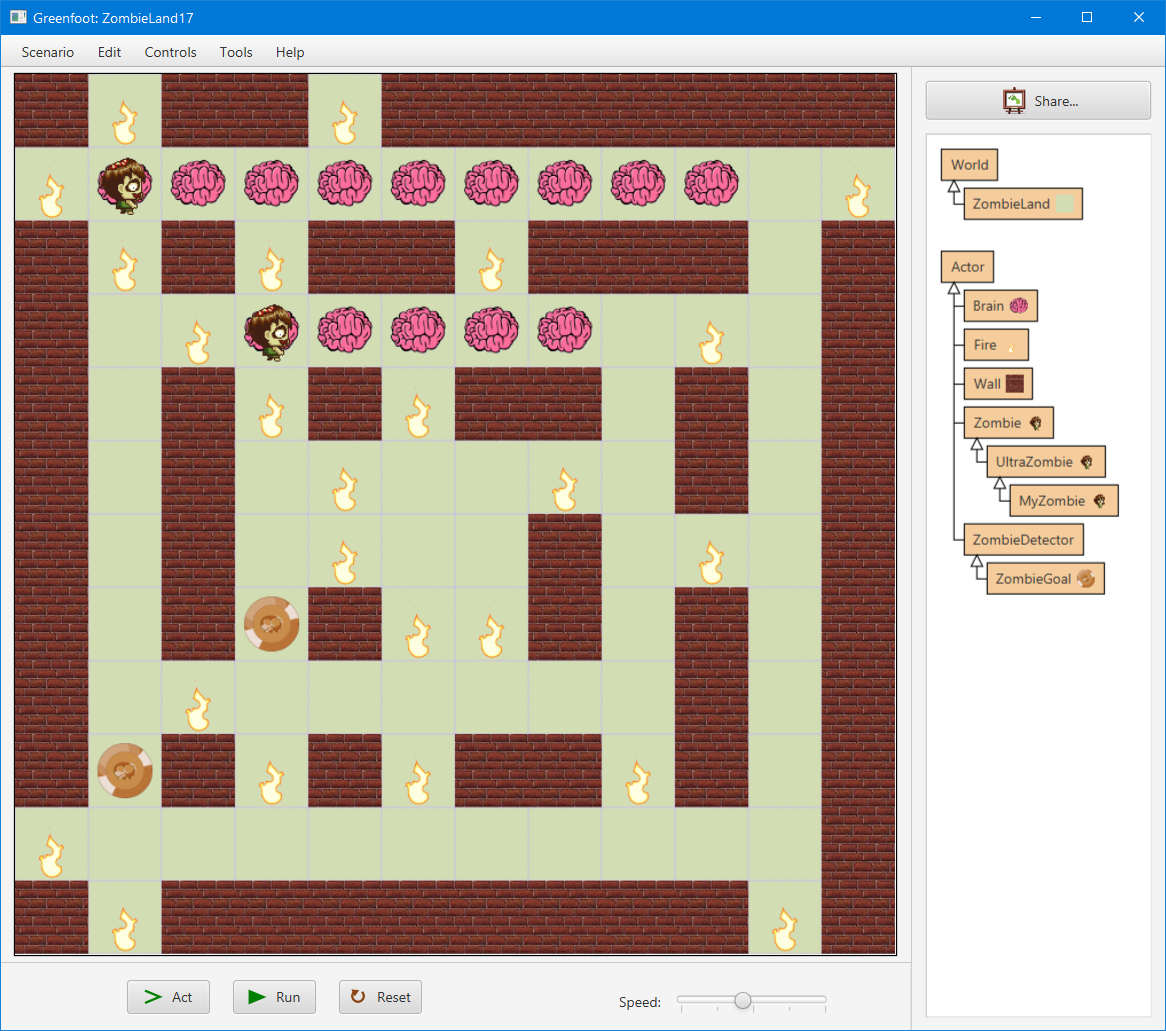 Greenfoot: ZombieLand17
Scenario Edit Controls Tools Help
Share...
World
ZombieLand
Actor
Brain
Fire
Wall
Zombie
UltraZombie
MyZombie
ZombieDetector
ZombieGoal
Act Run Reset Speed: